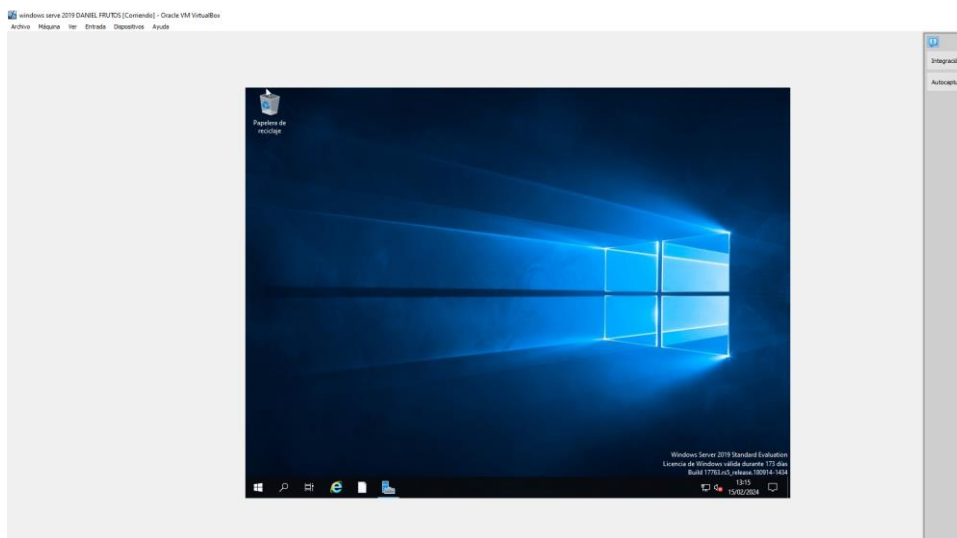 windows serve 2019 DANIEL FRUTOS [Corriendo] - Oracle VM VirtualBox
Archivo Máquina Ver Entrada Dispositivos Ayuda
Integració
Autocaptu
Papelera de
reciclaje
Windows Server 2019 Standard Evaluation
Licencia de Windows válida durante 173 días
Build 17763.rs5_release.180914-1434
13:15
15/02/2024